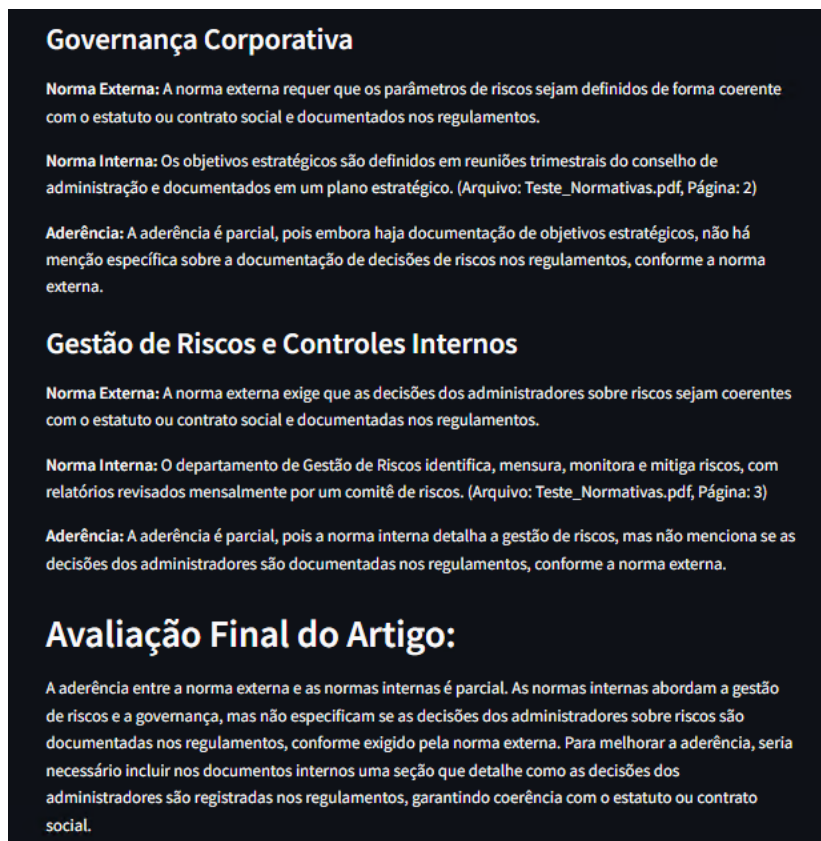 Governança Corporativa
Norma Externa: A norma externa requer que os parâmetros de riscos sejam definidos de forma coerente
com o estatuto ou contrato social e documentados nos regulamentos.
Norma Interna: Os objetivos estratégicos são definidos em reuniões trimestrais do conselho de
administração e documentados em um plano estratégico. (Arquivo: Teste_Normativas.pdf, Página: 2)
Aderência: A aderência é parcial, pois embora haja documentação de objetivos estratégicos, não há
menção específica sobre a documentação de decisões de riscos nos regulamentos, conforme a norma
externa.
Gestão de Riscos e Controles Internos
Norma Externa: A norma externa exige que as decisões dos administradores sobre riscos sejam coerentes
com o estatuto ou contrato social e documentadas nos regulamentos.
Norma Interna: O departamento de Gestão de Riscos identifica, mensura, monitora e mitiga riscos, com
relatórios revisados mensalmente por um comitê de riscos. (Arquivo: Teste_Normativas.pdf, Página: 3)
Aderência: A aderência é parcial, pois a norma interna detalha a gestão de riscos, mas não menciona se as
decisões dos administradores são documentadas nos regulamentos, conforme a norma externa.
Avaliação Final do Artigo:
A aderência entre a norma externa e as normas internas é parcial. As normas internas abordam a gestão
de riscos e a governança, mas não especificam se as decisões dos administradores sobre riscos são
documentadas nos regulamentos, conforme exigido pela norma externa. Para melhorar a aderência, seria
necessário incluir nos documentos internos uma seção que detalhe como as decisões dos
administradores são registradas nos regulamentos, garantindo coerência com o estatuto ou contrato
social.